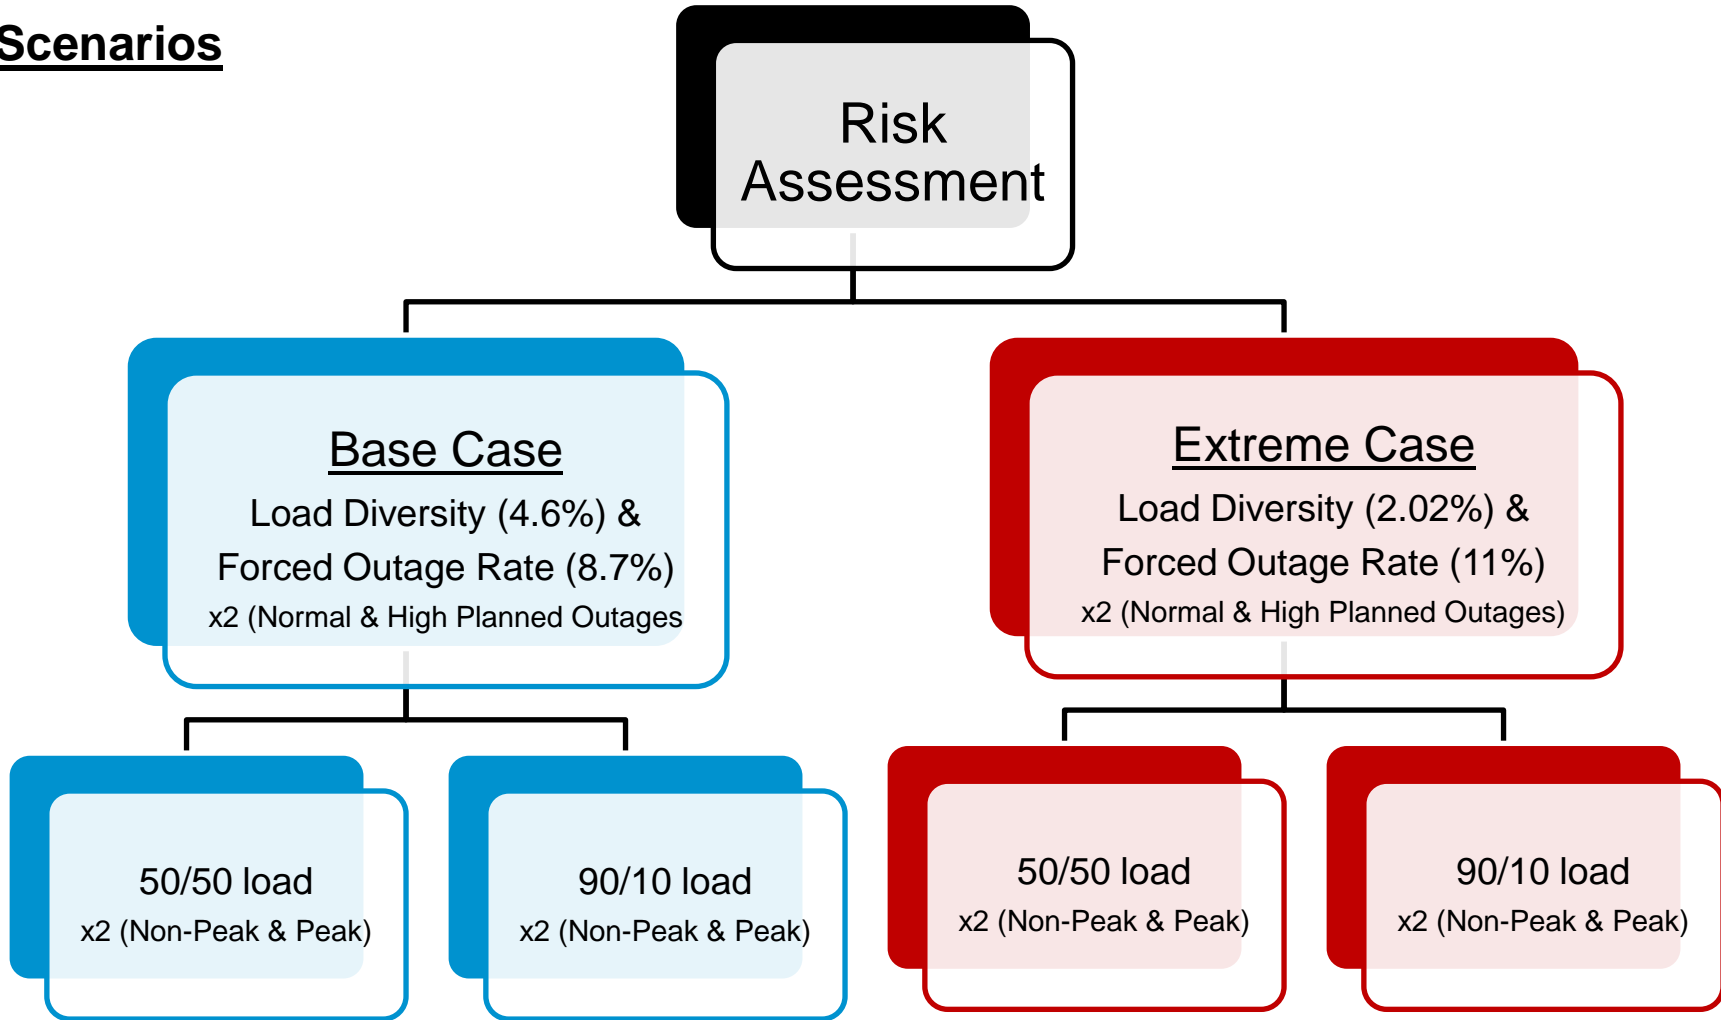 Scenarios
Risk
Assessment
Base Case
Load Diversity (4.6%) &
Forced Outage Rate (8.7%)
x2 (Normal & High Planned Outages
Extreme Case
Load Diversity (2.02%) &
Forced Outage Rate (11%)
x2 (Normal & High Planned Outages)
50/50 load
x2 (Non-Peak & Peak)
90/10 load
x2 (Non-Peak & Peak)
50/50 load
x2 (Non-Peak & Peak)
90/10 load
x2 (Non-Peak & Peak)